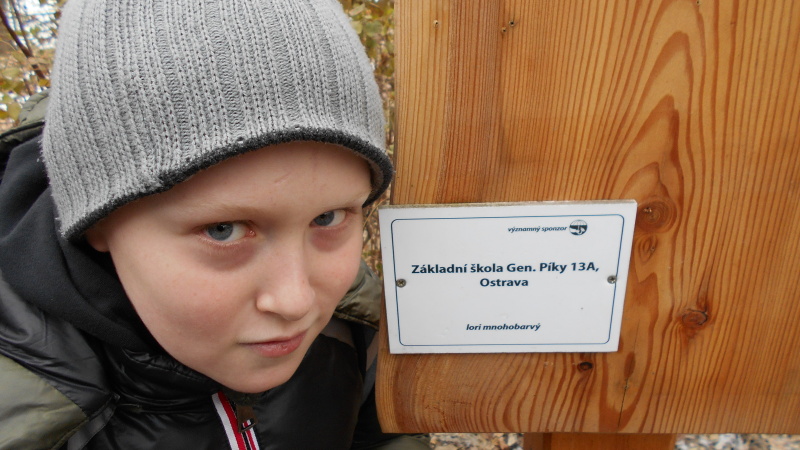 významný sponzor
Základní škola Gen. Píky 13A,
Ostrava
lori mnohobarvý